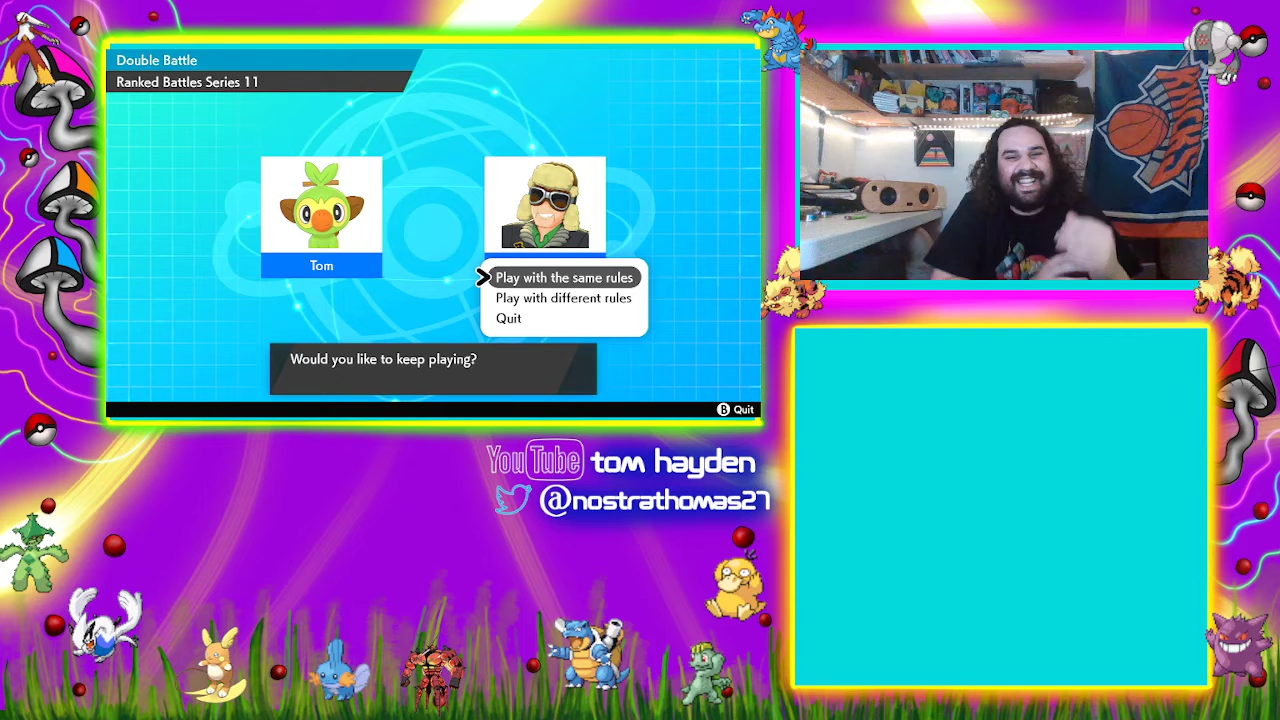 Double Battle
Ranked Battles Series 11
Tom
Play with the same rules
Play with different rules
Quit
Would you like to keep playing?
B Quit
KNICKS
YouTube tom hayden
@nostrathomas27